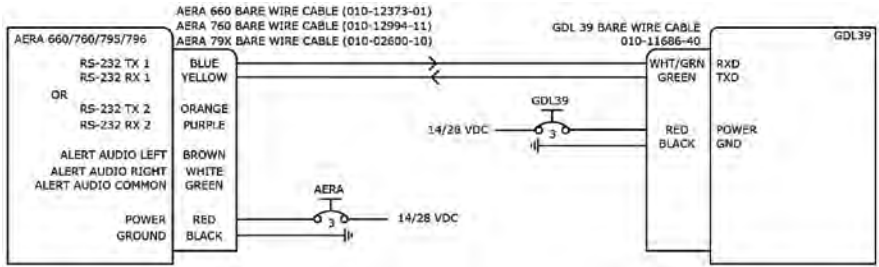 AERA 660 BARE WIRE CABLE (010-12373-01)
AERA 760 BARE WIRE CABLE (010-12994-11)
AERA 79X BARE WIRE CABLE (010-02600-10)
GDL 39 BARE WIRE CABLE
010-11686-40
AERA 660/760/795/796
GDL39
RS-232 TX 1 BLUE WHT/GRN RXD
RS-232 RX 1 YELLOW GREEN TXD
OR
RS-232 TX 2 ORANGE
RS-232 RX 2 PURPLE
GDL39
14/28 VDC 3 RED POWER
BLACK GND
ALERT AUDIO LEFT BROWN
ALERT AUDIO RIGHT WHITE
ALERT AUDIO COMMON GREEN
AERA
POWER RED 3 14/28 VDC
GROUND BLACK